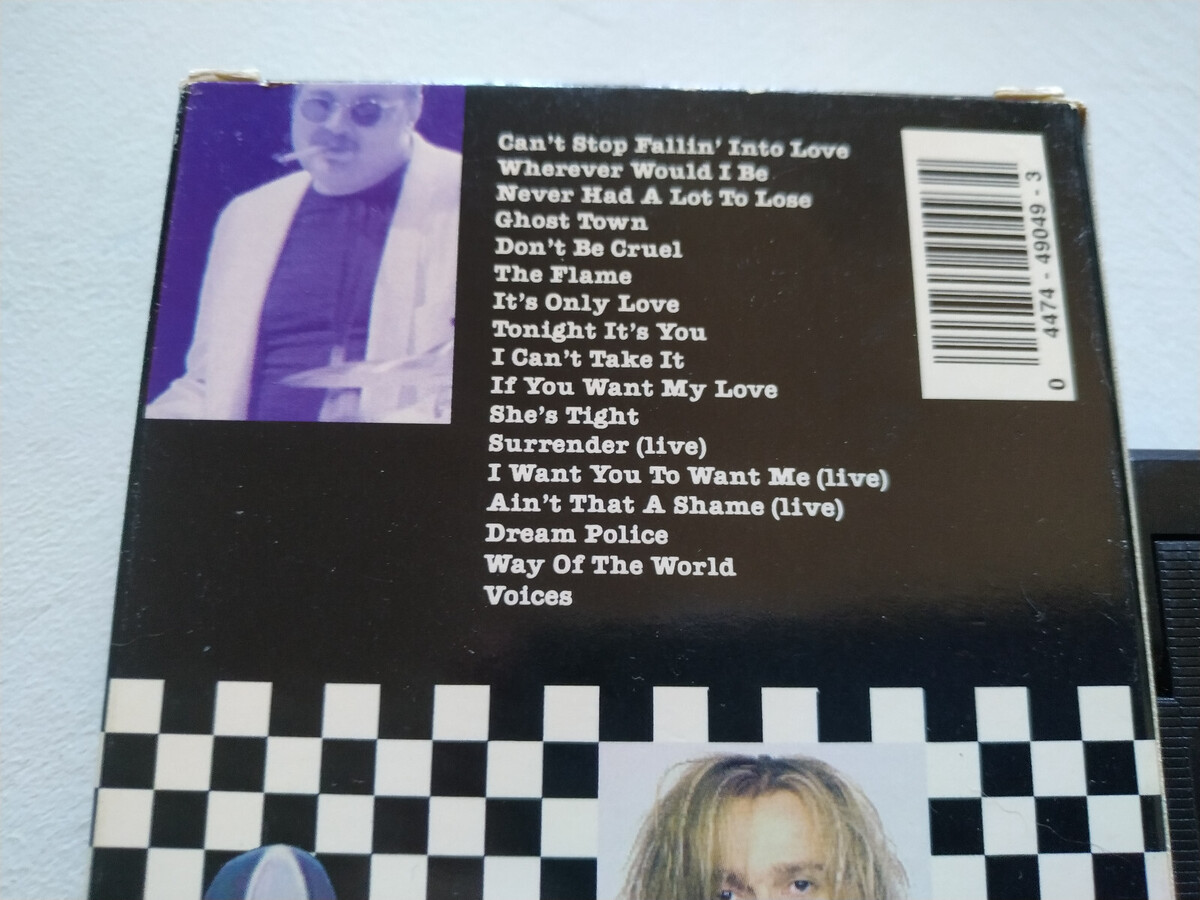 Can't Stop Fallin' Into Love
Wherever Would I Be
Never Had A Lot To Lose
Ghost Town
Don't Be Cruel
The Flame
It's Only Love
Tonight It's You
I Can't Take It
If You Want My Love
She's Tight
Surrender (live)
I Want You To Want Me (live)
Ain't That A Shame (live)
Dream Police
Way Of The World
Voices
0 4474 - 49049 - 3